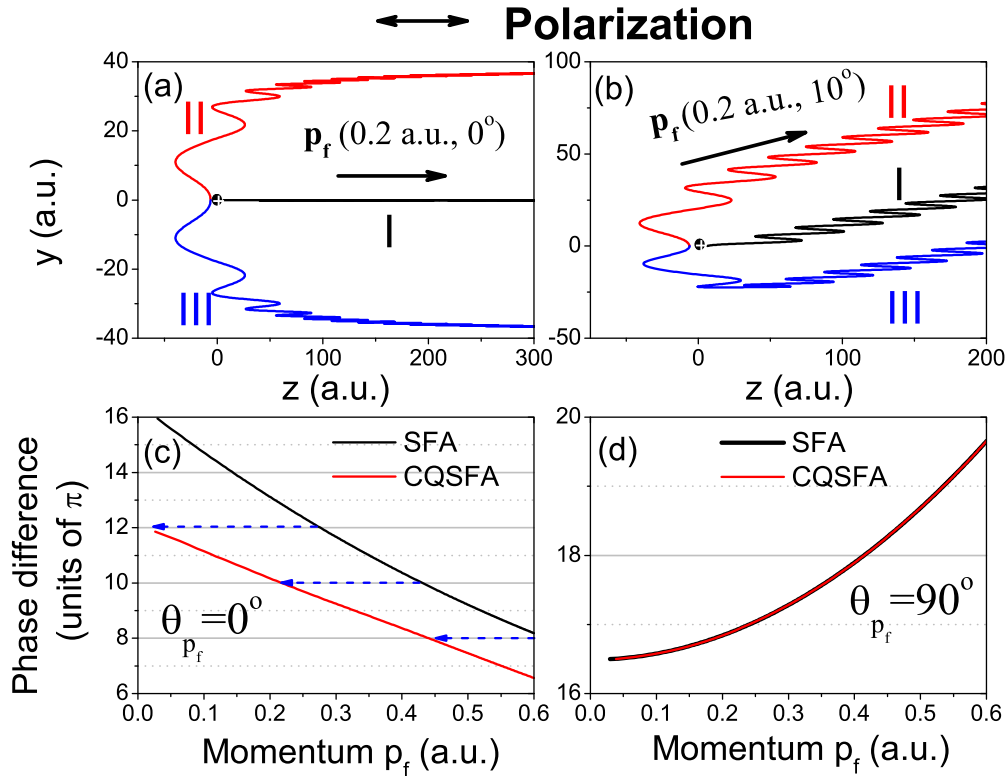 Polarization
(a)
II
p_f (0.2 a.u., 0°)
I
III
y (a.u.)
40
20
0
-20
-40
0
100
200
300
z (a.u.)
(b)
p_f (0.2 a.u., 10°)
II
I
III
100
50
0
-50
0
100
200
z (a.u.)
(c)
SFA
CQSFA
θ_{p_f}=0°
Phase difference
(units of π)
16
14
12
10
8
6
0.0
0.1
0.2
0.3
0.4
0.5
0.6
Momentum p_f (a.u.)
(d)
SFA
CQSFA
θ_{p_f}=90°
20
18
16
0.0
0.1
0.2
0.3
0.4
0.5
0.6
Momentum p_f (a.u.)